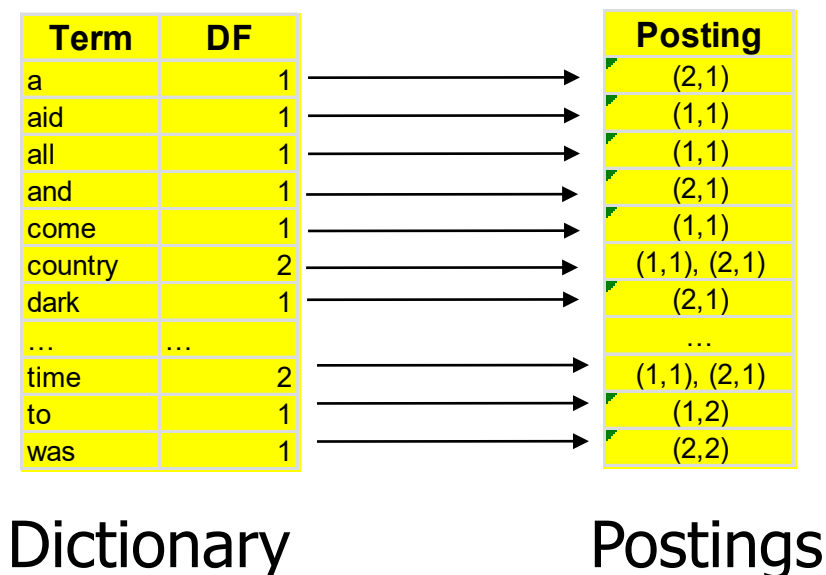 Term DF Posting
a 1 (2,1)
aid 1 (1,1)
all 1 (1,1)
and 1 (2,1)
come 1 (1,1)
country 2 (1,1), (2,1)
dark 1 (2,1)
… … …
time 2 (1,1), (2,1)
to 1 (1,2)
was 1 (2,2)
Dictionary Postings